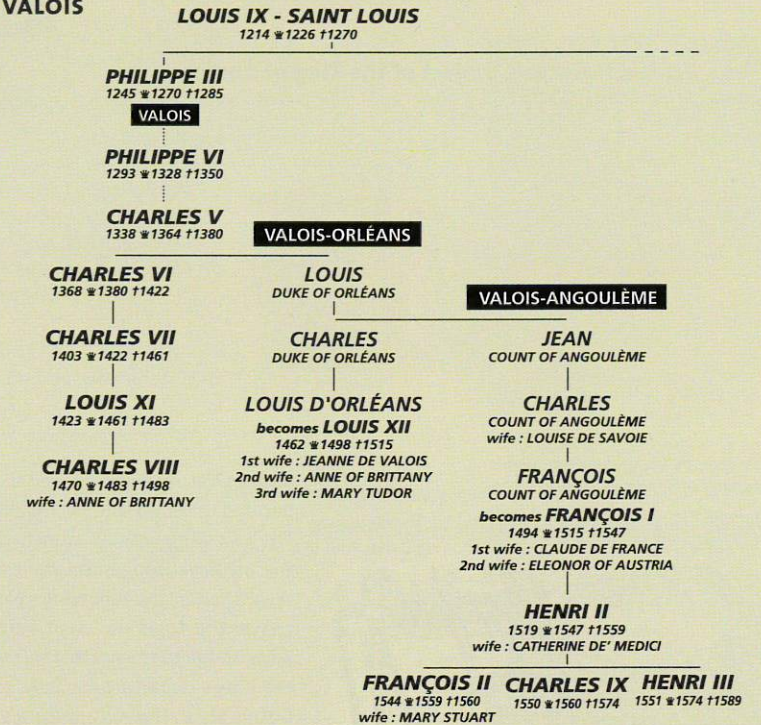 VALOIS
LOUIS IX - SAINT LOUIS
1214 ♛1226 †1270
PHILIPPE III
1245 ♛1270 †1285
VALOIS
PHILIPPE VI
1293 ♛1328 †1350
CHARLES V
1338 ♛1364 †1380
VALOIS-ORLÉANS
CHARLES VI
1368 ♛1380 †1422
LOUIS
DUKE OF ORLÉANS
VALOIS-ANGOULÈME
CHARLES VII
1403 ♛1422 †1461
CHARLES
DUKE OF ORLÉANS
JEAN
COUNT OF ANGOULÈME
LOUIS XI
1423 ♛1461 †1483
LOUIS D'ORLÉANS
becomes LOUIS XII
1462 ♛1498 †1515
1st wife : JEANNE DE VALOIS
2nd wife : ANNE OF BRITTANY
3rd wife : MARY TUDOR
CHARLES
COUNT OF ANGOULÈME
wife : LOUISE DE SAVOIE
CHARLES VIII
1470 ♛1483 †1498
wife : ANNE OF BRITTANY
FRANÇOIS
COUNT OF ANGOULÈME
becomes FRANÇOIS I
1494 ♛1515 †1547
1st wife : CLAUDE DE FRANCE
2nd wife : ELEONOR OF AUSTRIA
HENRI II
1519 ♛1547 †1559
wife : CATHERINE DE' MEDICI
FRANÇOIS II
1544 ♛1559 †1560
wife : MARY STUART
CHARLES IX
1550 ♛1560 †1574
HENRI III
1551 ♛1574 †1589